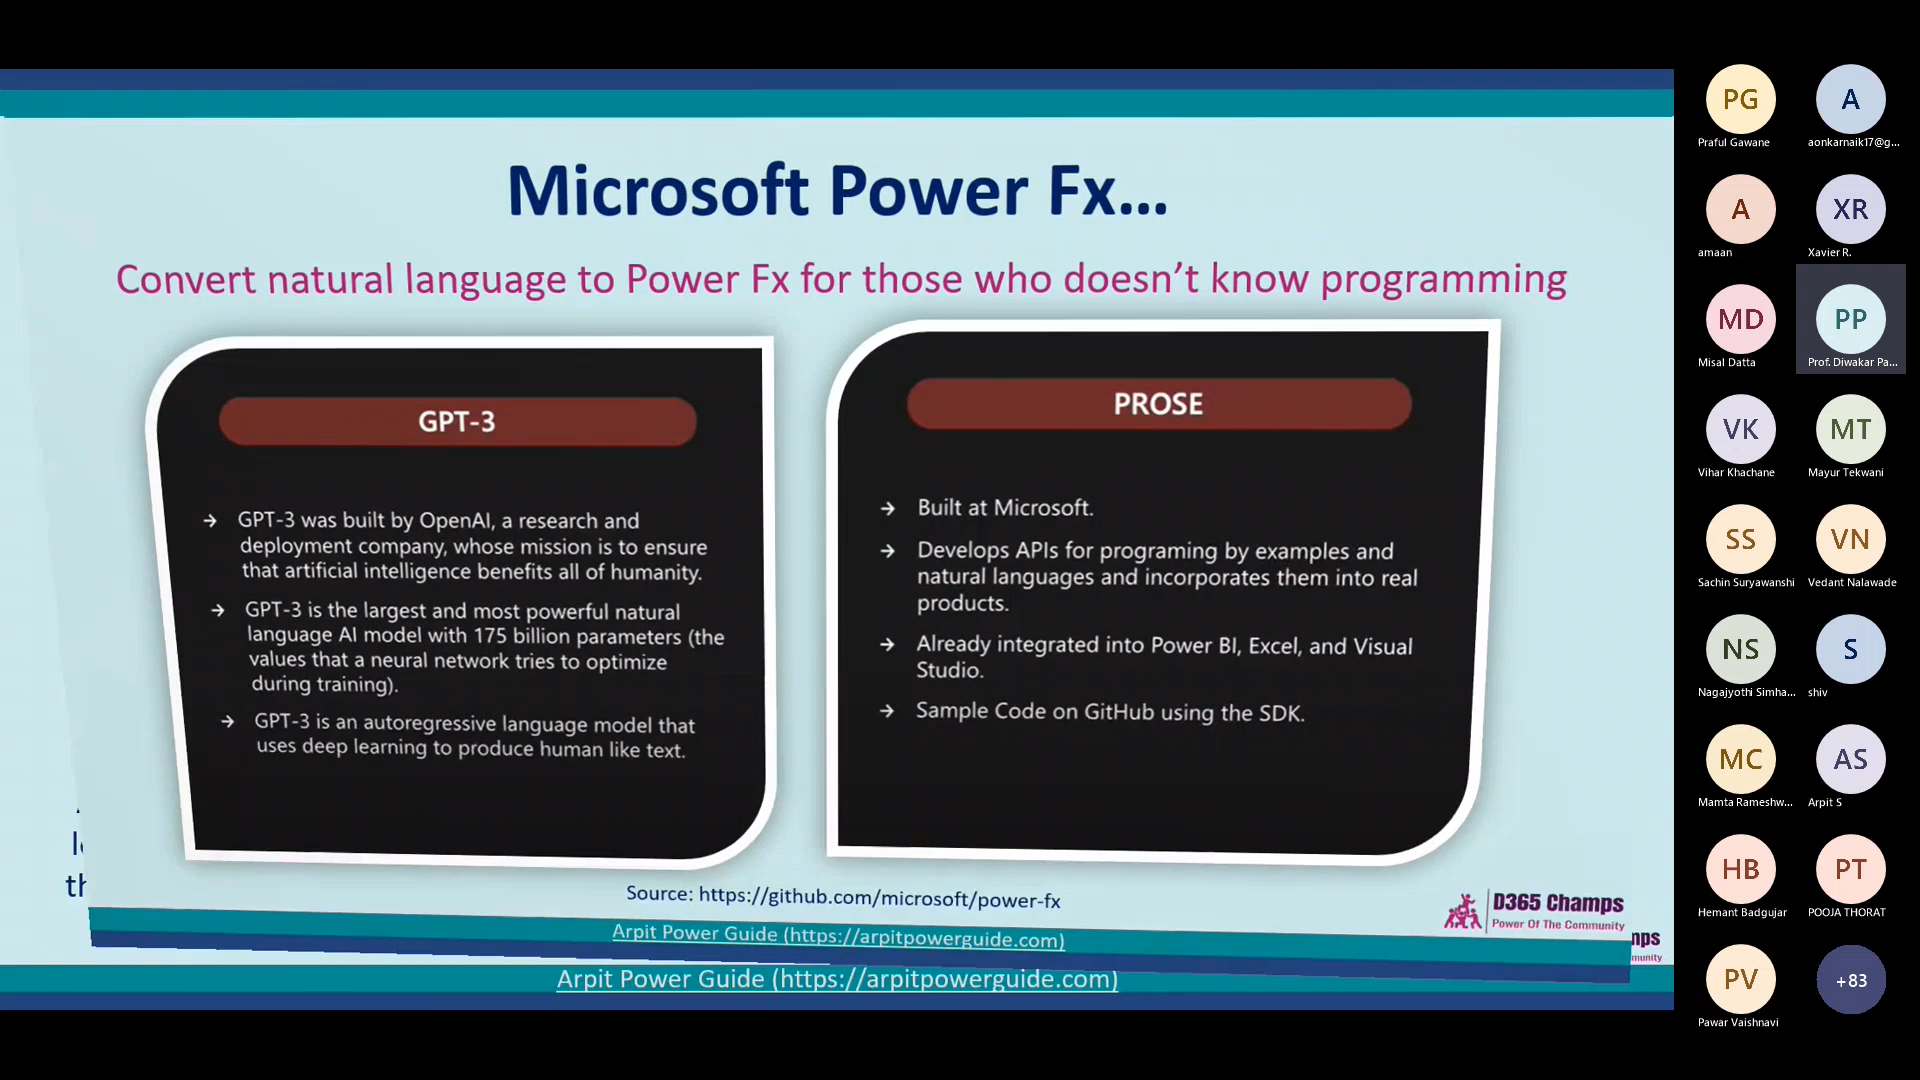 Microsoft Power Fx...
Convert natural language to Power Fx for those who doesn't know programming
GPT-3
→ GPT-3 was built by OpenAI, a research and
deployment company, whose mission is to ensure
that artificial intelligence benefits all of humanity.
→ GPT-3 is the largest and most powerful natural
language AI model with 175 billion parameters (the
values that a neural network tries to optimize
during training).
→ GPT-3 is an autoregressive language model that
uses deep learning to produce human like text.
PROSE
→ Built at Microsoft.
→ Develops APIs for programing by examples and
natural languages and incorporates them into real
products.
→ Already integrated into Power BI, Excel, and Visual
Studio.
→ Sample Code on GitHub using the SDK.
Source: https://github.com/microsoft/power-fx
D365 Champs
Power Of The Community
Arpit Power Guide (https://arpitpowerguide.com)
Arpit Power Guide (https://arpitpowerguide.com)
PG
Praful Gawane
A
aonkarnaik17@g...
A
amaan
XR
Xavier R.
MD
Misal Datta
PP
Prof. Diwakar Pa...
VK
Vihar Khachane
MT
Mayur Tekwani
SS
Sachin Suryawanshi
VN
Vedant Nalawade
NS
Nagajyothi Simha...
S
shiv
MC
Mamta Rameshw...
AS
Arpit S
HB
Hemant Badgujar
PT
POOJA THORAT
PV
Pawar Vaishnavi
+83